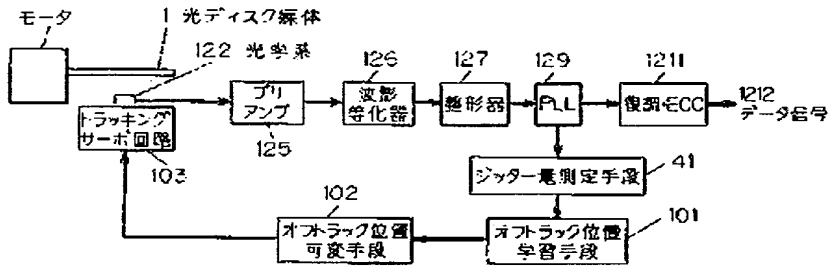 モータ
1 光ディスク媒体
122 光学系
プリ
アンプ
125
126
波形
等化器
127
整形器
129
PLL
1211
復調・ECC
1212
データ信号
トラッキング
サーボ回路
103
ジッター量測定手段
41
102
オフトラック位置
可変手段
オフトラック位置
学習手段
101